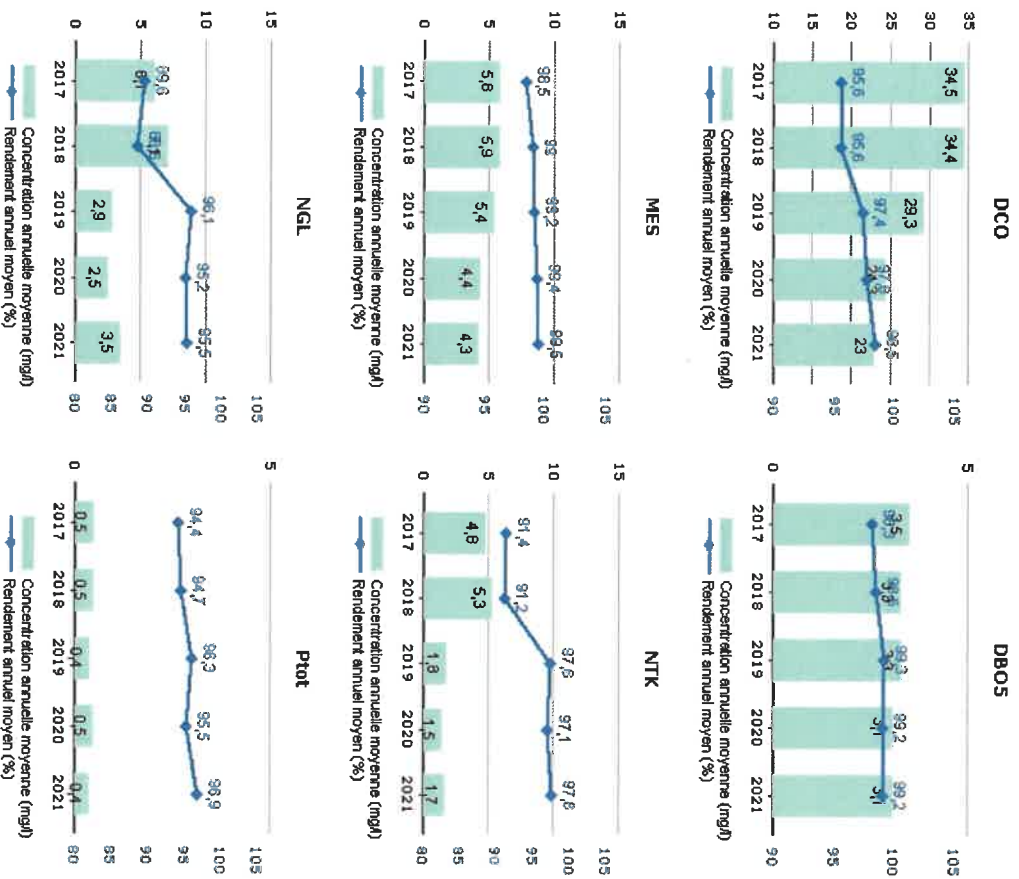 DCO
35
30
15
10
34,5
34,4
29,3
23
95,6
95,6
97,4
98,5
105
100
95
90
2017 2018 2019 2020 2021
Concentration annuelle moyenne (mg/l)
Rendement annuel moyen (%)
DBO5
5
0
3,5
99,3
99,2
99,2
3,1
3,1
105
100
95
90
2017 2018 2019 2020 2021
Concentration annuelle moyenne (mg/l)
Rendement annuel moyen (%)
MES
15
10
5
0
98,5 99 99,2 99,4 99,5
5,8 5,9 5,4 4,4 4,3
105
100
95
90
2017 2018 2019 2020 2021
Concentration annuelle moyenne (mg/l)
Rendement annuel moyen (%)
NTK
15
10
5
0
91,4 91,2 97,6 97,1 97,8
4,8 5,3 1,8 1,5 1,7
105
100
95
90
85
80
2017 2018 2019 2020 2021
Concentration annuelle moyenne (mg/l)
Rendement annuel moyen (%)
NGL
15
10
5
0
89,6 96,1 95,2 95,5
6,1 2,9 2,5 3,5
105
100
95
90
85
80
2017 2018 2019 2020 2021
Concentration annuelle moyenne (mg/l)
Rendement annuel moyen (%)
Ptot
5
0
94,4 94,7 96,3 95,5 96,9
0,5 0,5 0,4 0,5 0,4
105
100
95
90
85
80
2017 2018 2019 2020 2021
Concentration annuelle moyenne (mg/l)
Rendement annuel moyen (%)